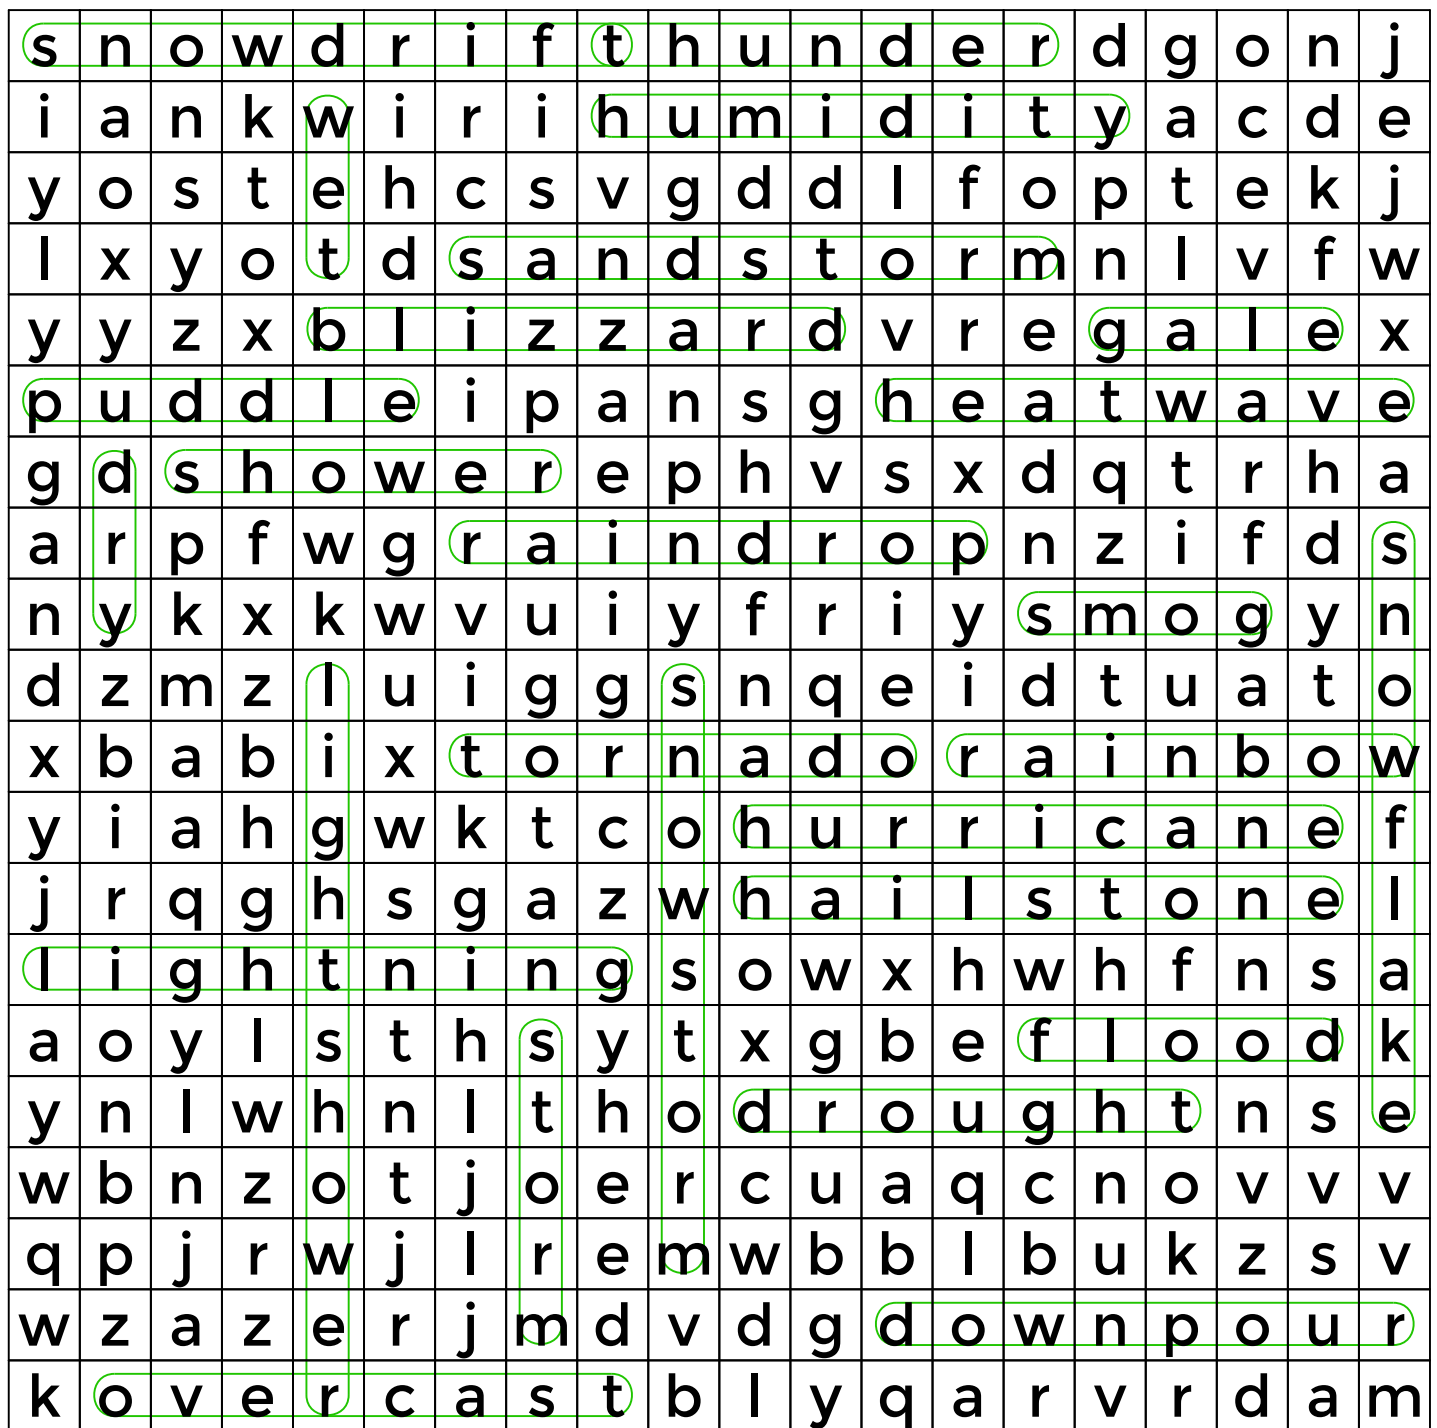 s n o w d r i f t h u n d e r d g o n j
i a n k w i r i h u m i d i t y a c d e
y o s t e h c s v g d d l f o p t e k j
l x y o t d s a n d s t o r m n l v f w
y y z x b l i z z a r d v r e g a l e x
p u d d l e i p a n s g h e a t w a v e
g d s h o w e r e p h v s x d q t r h a
a r p f w g r a i n d r o p n z i f d s
n y k x k w v u i y f r i y s m o g y n
d z m z l u i g g s n q e i d t u a t o
x b a b i x t o r n a d o r a i n b o w
y i a h g w k t c o h u r r i c a n e f
j r q g h s g a z w h a i l s t o n e l
l i g h t n i n g s o w x h w h f n s a
a o y l s t h s y t x g b e f l o o d k
y n l w h n l t h o d r o u g h t n s e
w b n z o t j o e r c u a q c n o v v v
q p j r w j l r e m w b b l b u k z s v
w z a z e r j m d v d g d o w n p o u r
k o v e r c a s t b l y q a r v r d a m